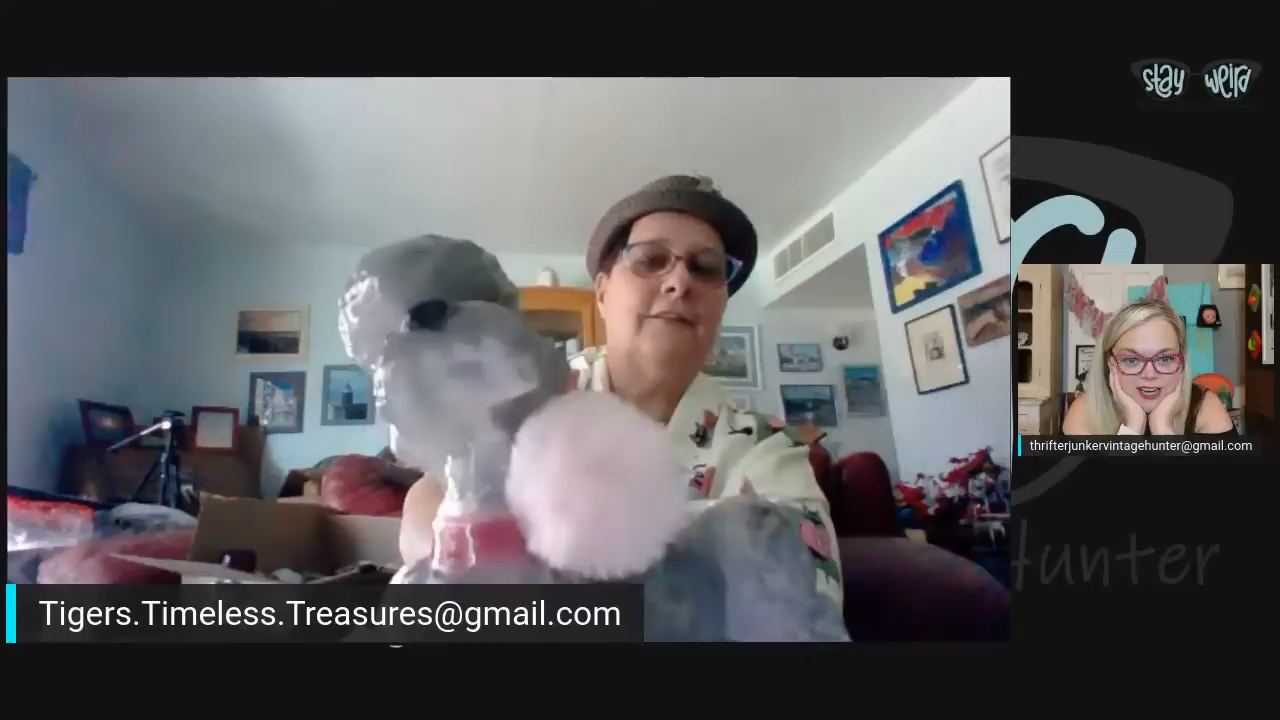 stay weird
thrifterjunkervintagehunter@gmail.com
Hunter
Tigers.Timeless.Treasures@gmail.com